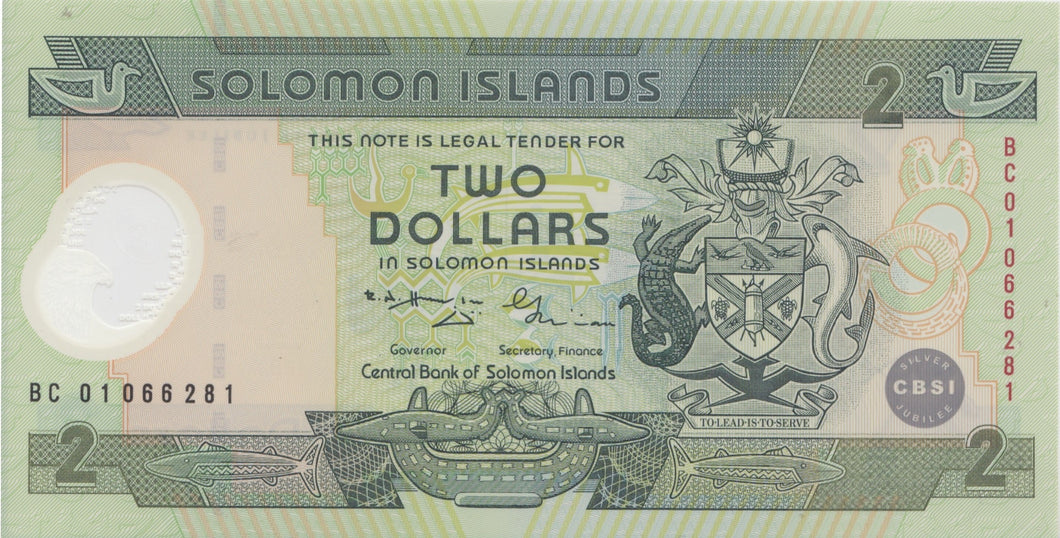 SOLOMON ISLANDS
2
THIS NOTE IS LEGAL TENDER FOR
TWO
DOLLARS
IN SOLOMON ISLANDS
Governor Secretary, Finance
Central Bank of Solomon Islands
BC 01066281
BC01066281
SILVER
CBSI
JUBILEE
TO·LEAD·IS·TO·SERVE
2
2